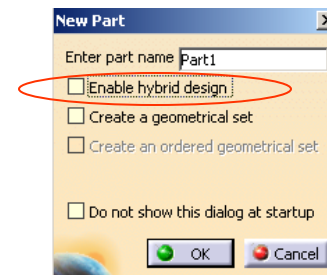 New Part
Enter part name Part1
Enable hybrid design
Create a geometrical set
Create an ordered geometrical set
Do not show this dialog at startup
OK Cancel